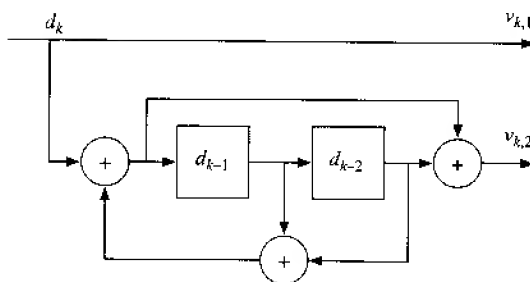 d_k
v_{k,1}
+
d_{k-1}
d_{k-2}
+
v_{k,2}
+